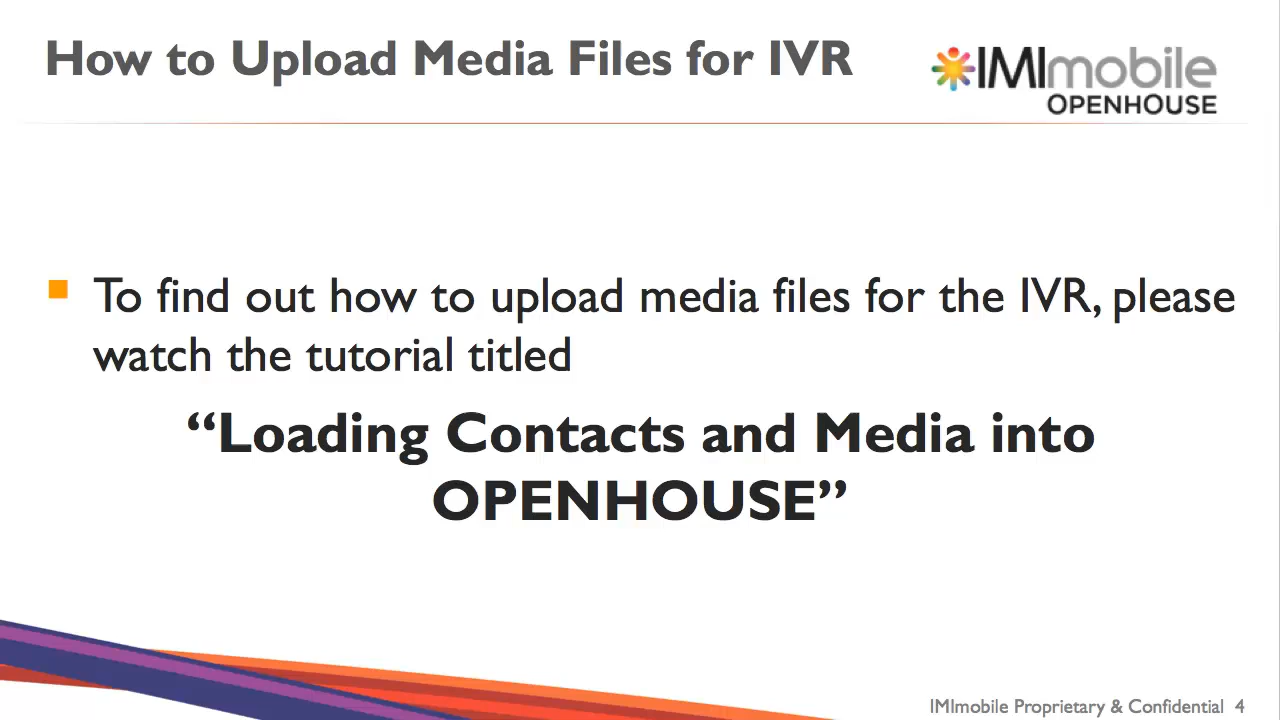 How to Upload Media Files for IVR
IMImobile
OPENHOUSE
To find out how to upload media files for the IVR, please
watch the tutorial titled
“Loading Contacts and Media into
OPENHOUSE”
IMImobile Proprietary & Confidential 4